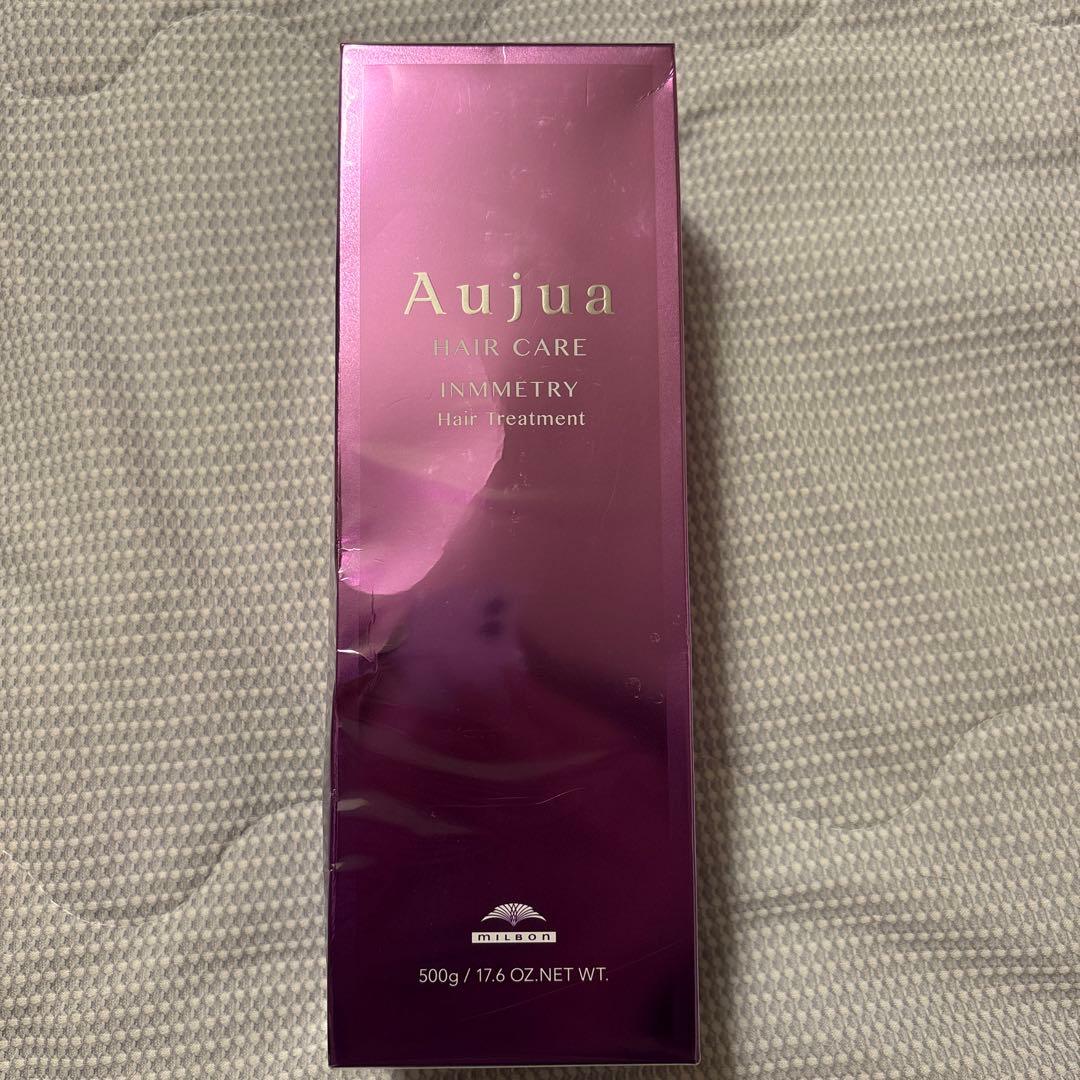 Aujua
HAIR CARE
INMMETRY
Hair Treatment
MILBON
500g / 17.6 OZ.NET WT.